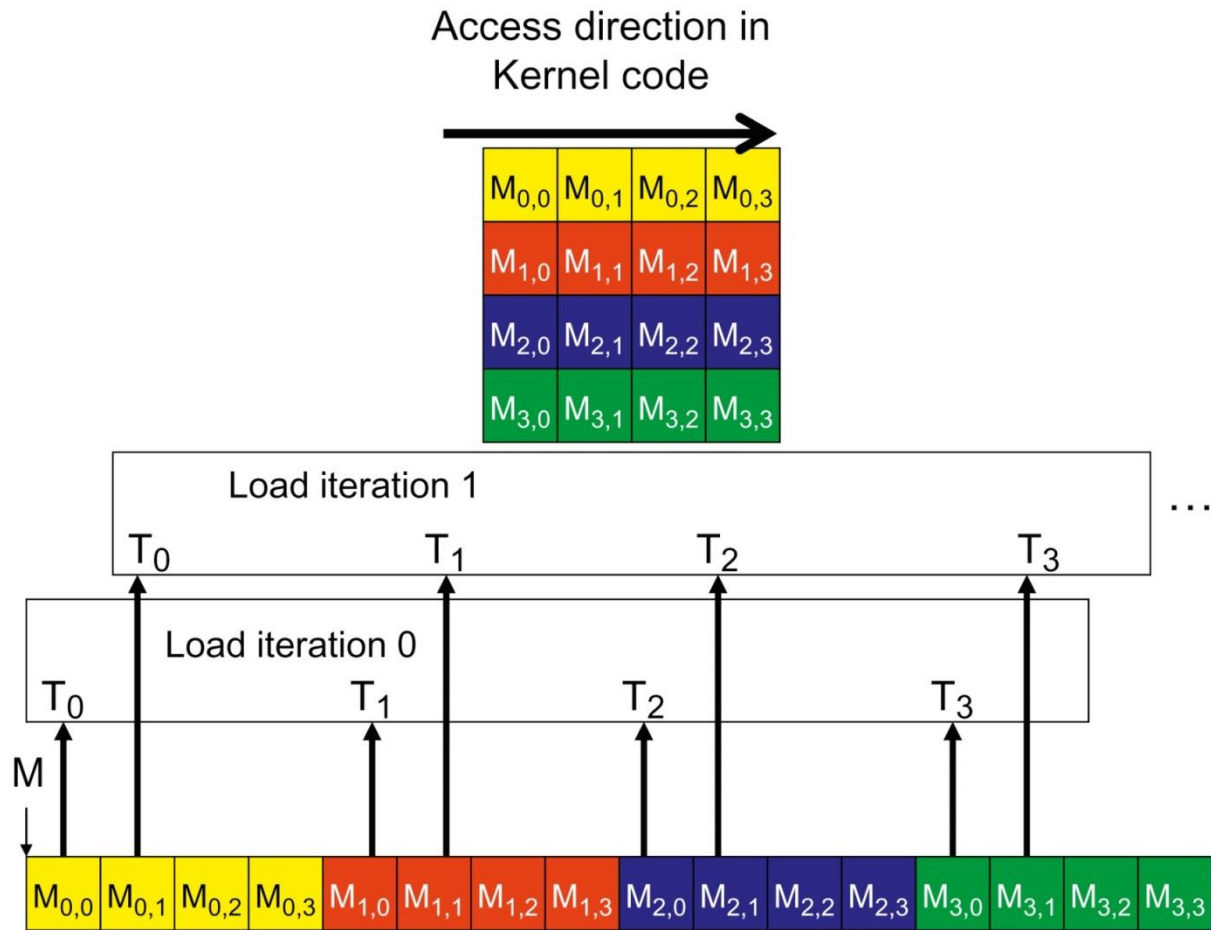 Access direction in
Kernel code
M0,0 M0,1 M0,2 M0,3
M1,0 M1,1 M1,2 M1,3
M2,0 M2,1 M2,2 M2,3
M3,0 M3,1 M3,2 M3,3
Load iteration 1
...
T0 T1 T2 T3
Load iteration 0
T0 T1 T2 T3
M
M0,0 M0,1 M0,2 M0,3 M1,0 M1,1 M1,2 M1,3 M2,0 M2,1 M2,2 M2,3 M3,0 M3,1 M3,2 M3,3